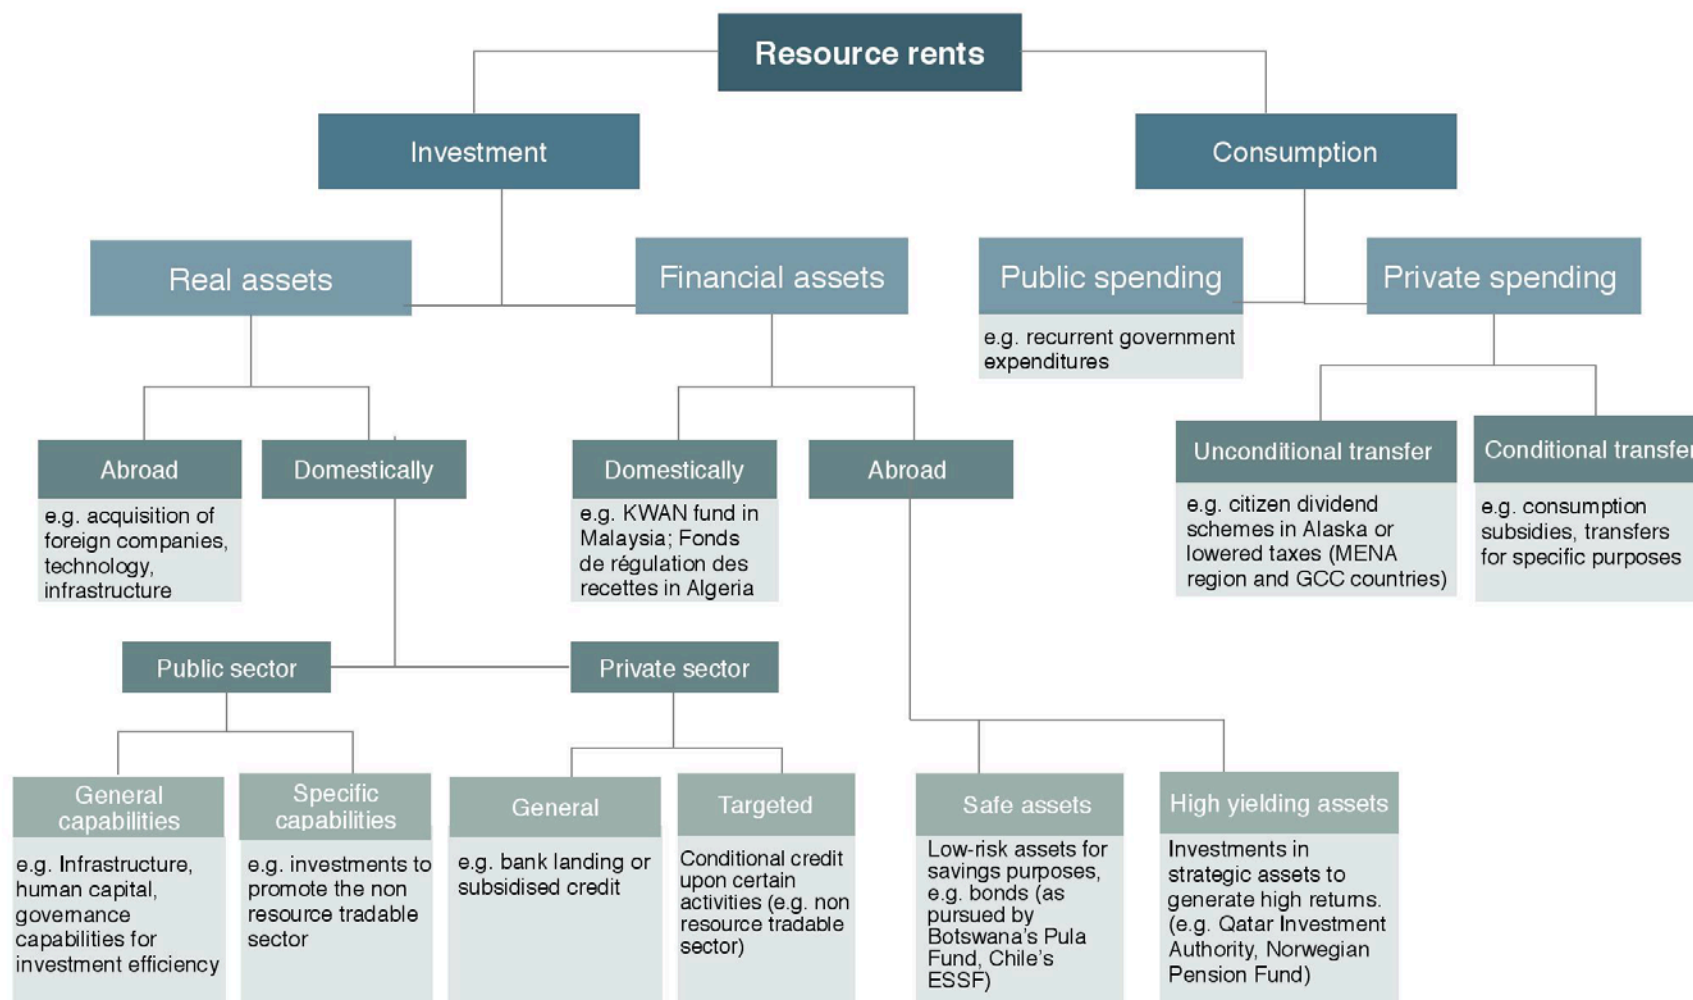 Resource rents
Investment
Consumption
Real assets
Financial assets
Public spending
Private spending
e.g. recurrent government
expenditures
Abroad
Domestically
Domestically
Abroad
Unconditional transfer
Conditional transfer
e.g. acquisition of
foreign companies,
technology,
infrastructure
e.g. KWAN fund in
Malaysia; Fonds
de régulation des
recettes in Algeria
e.g. citizen dividend
schemes in Alaska or
lowered taxes (MENA
region and GCC countries)
e.g. consumption
subsidies, transfers
for specific purposes
Public sector
Private sector
General
capabilities
Specific
capabilities
General
Targeted
Safe assets
High yielding assets
e.g. Infrastructure,
human capital,
governance
capabilities for
investment efficiency
e.g. investments to
promote the non
resource tradable
sector
e.g. bank landing or
subsidised credit
Conditional credit
upon certain
activities (e.g. non
resource tradable
sector)
Low-risk assets for
savings purposes,
e.g. bonds (as
pursued by
Botswana's Pula
Fund, Chile's
ESSF)
Investments in
strategic assets to
generate high returns.
(e.g. Qatar Investment
Authority, Norwegian
Pension Fund)